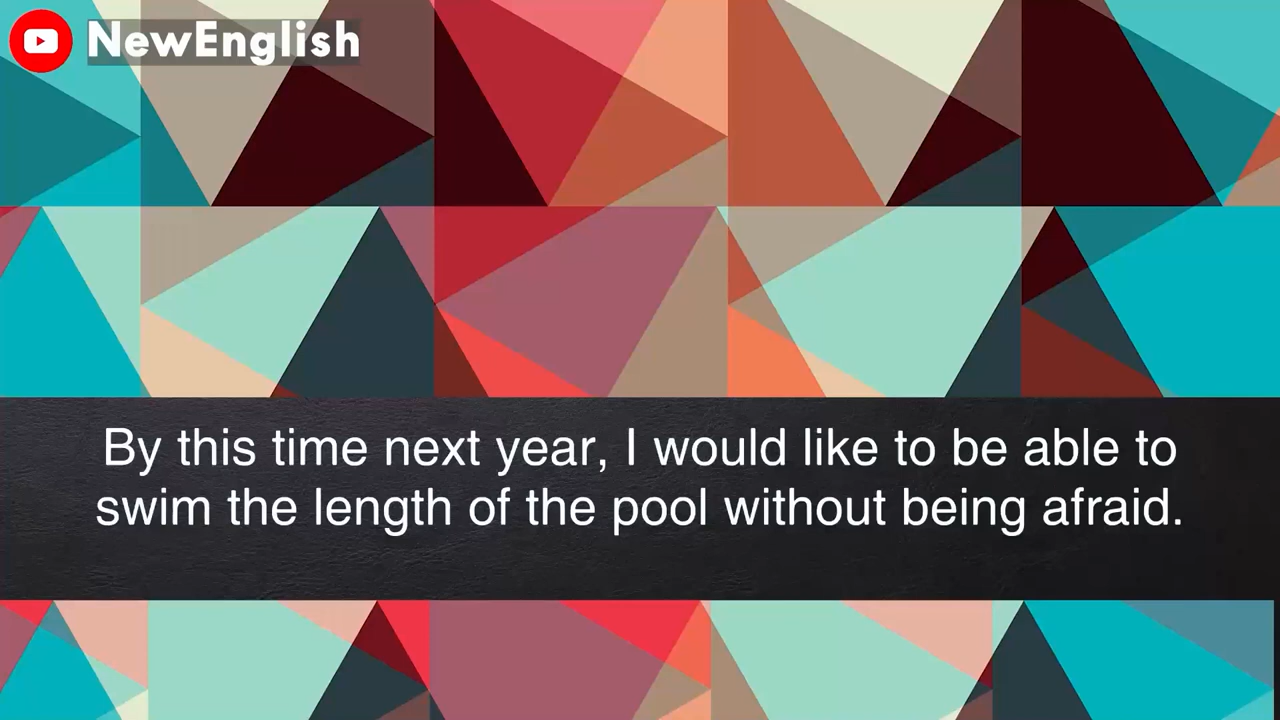 NewEnglish
By this time next year, I would like to be able to
swim the length of the pool without being afraid.